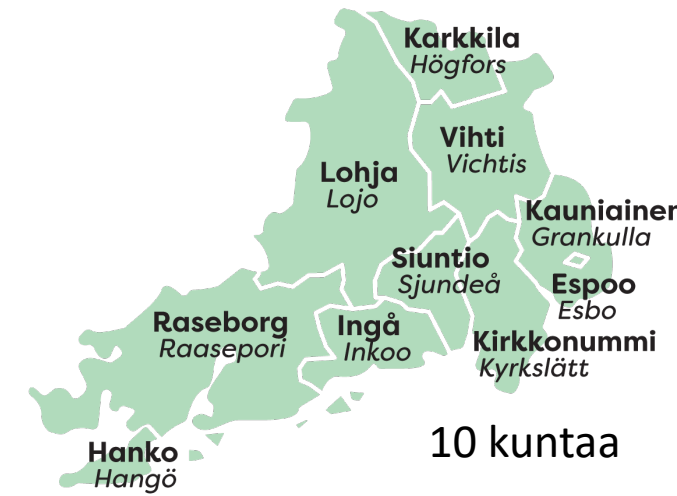 Karkkila
Högfors
Vihti
Vichtis
Lohja
Lojo
Kauniainer
Grankulla
Siuntio
Sjundeå
Espoo
Esbo
Raseborg
Raasepori
Ingå
Inkoo
Kirkkonummi
Kyrkslätt
Hanko
Hangö
10 kuntaa